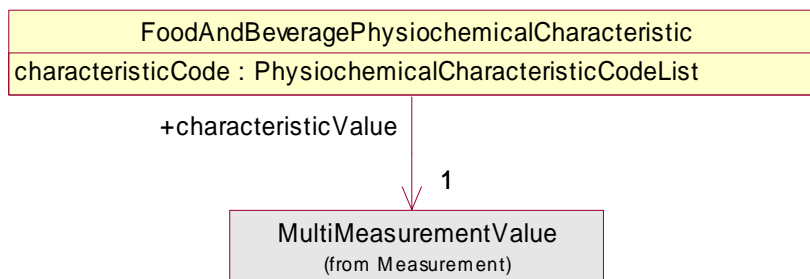 FoodAndBeveragePhysiochemicalCharacteristic
characteristicCode : PhysiochemicalCharacteristicCodeList
+characteristicValue
1
MultiMeasurementValue
(from Measurement)